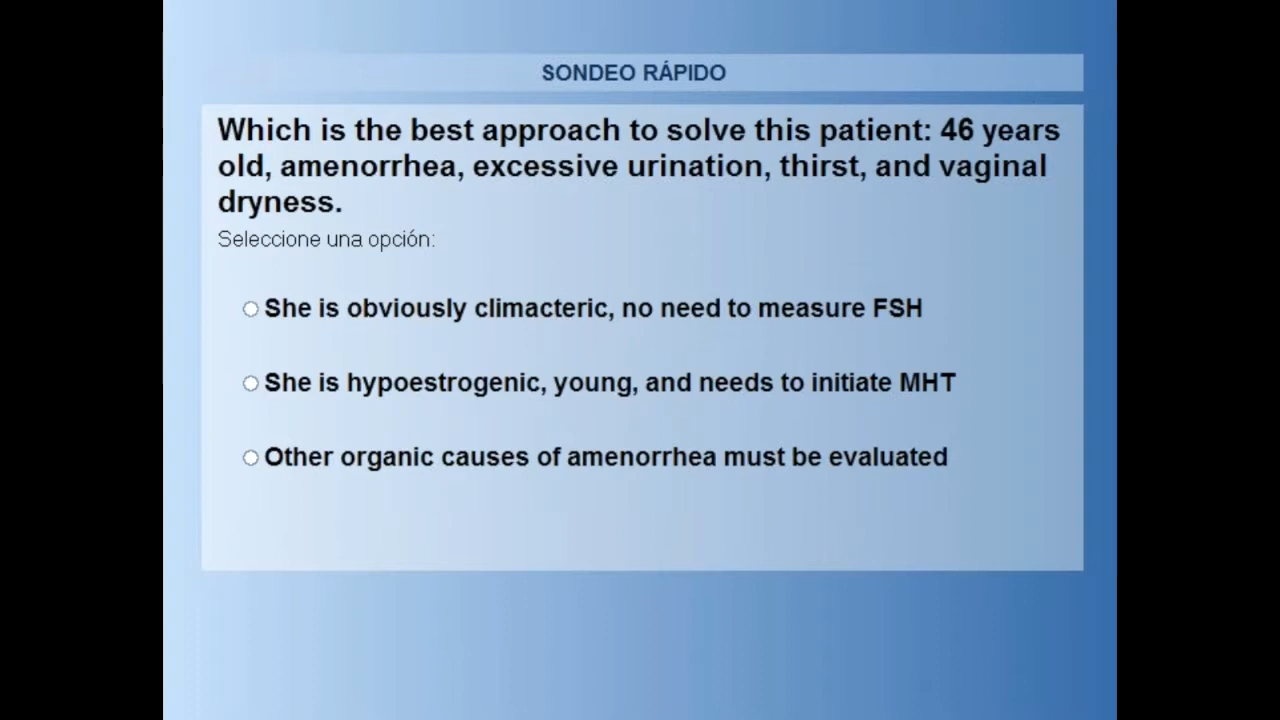 SONDEO RÁPIDO
Which is the best approach to solve this patient: 46 years
old, amenorrhea, excessive urination, thirst, and vaginal
dryness.
Seleccione una opción:
She is obviously climacteric, no need to measure FSH
She is hypoestrogenic, young, and needs to initiate MHT
Other organic causes of amenorrhea must be evaluated